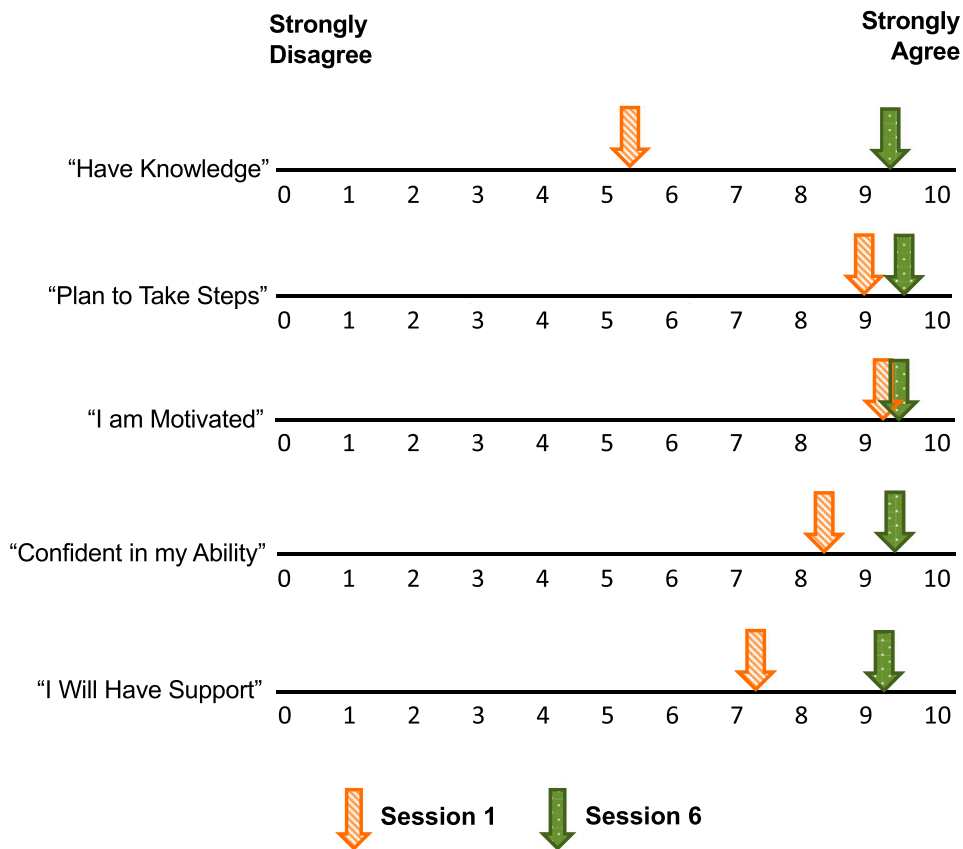 Strongly
Disagree
Strongly
Agree
“Have Knowledge”
0 1 2 3 4 5 6 7 8 9 10
“Plan to Take Steps”
0 1 2 3 4 5 6 7 8 9 10
“I am Motivated”
0 1 2 3 4 5 6 7 8 9 10
“Confident in my Ability”
0 1 2 3 4 5 6 7 8 9 10
“I Will Have Support”
0 1 2 3 4 5 6 7 8 9 10
Session 1 Session 6